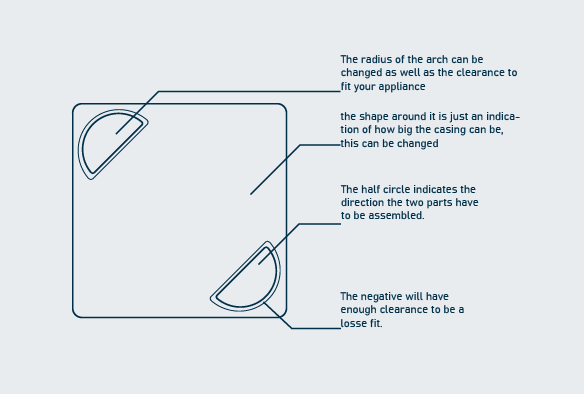 The radius of the arch can be
changed as well as the clearance to
fit your appliance
the shape around it is just an indica-
tion of how big the casing can be,
this can be changed
The half circle indicates the
direction the two parts have
to be assembled.
The negative will have
enough clearance to be a
losse fit.